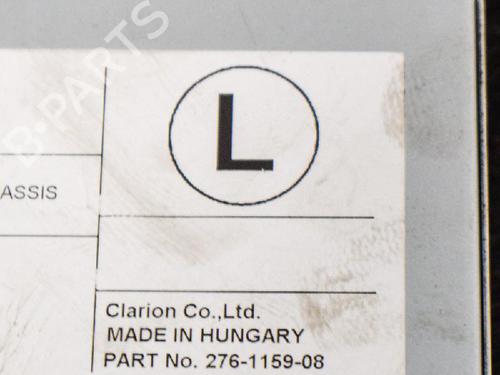 B-PARTS
L
ASSIS
Clarion Co.,Ltd.
MADE IN HUNGARY
PART No. 276-1159-08